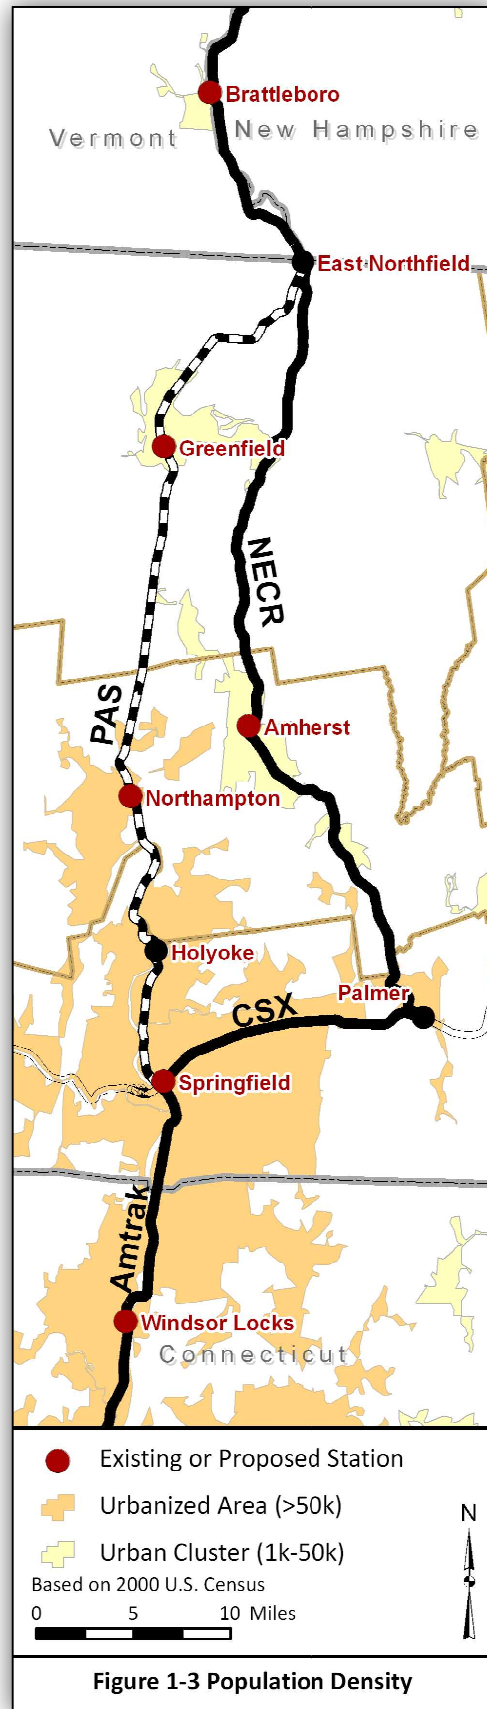 Brattleboro
Vermont
New Hampshire
East Northfield
Greenfield
NECR
PAS
Amherst
Northampton
Holyoke
Palmer
CSX
Springfield
Amtrak
Windsor Locks
Connecticut
Existing or Proposed Station
Urbanized Area (>50k)
N
Urban Cluster (1k-50k)
Based on 2000 U.S. Census
0 5 10 Miles
Figure 1-3 Population Density